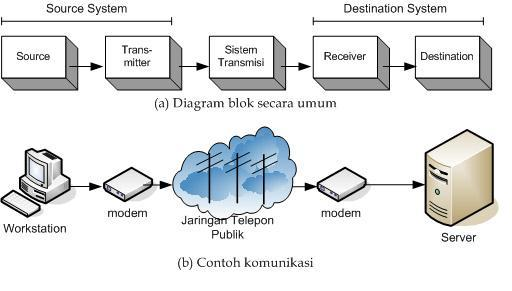 Source System
Destination System
Source
Trans-
mitter
Sistem
Transmisi
Receiver
Destination
(a) Diagram blok secara umum
Workstation
modem
Jaringan Telepon
Publik
modem
Server
(b) Contoh komunikasi